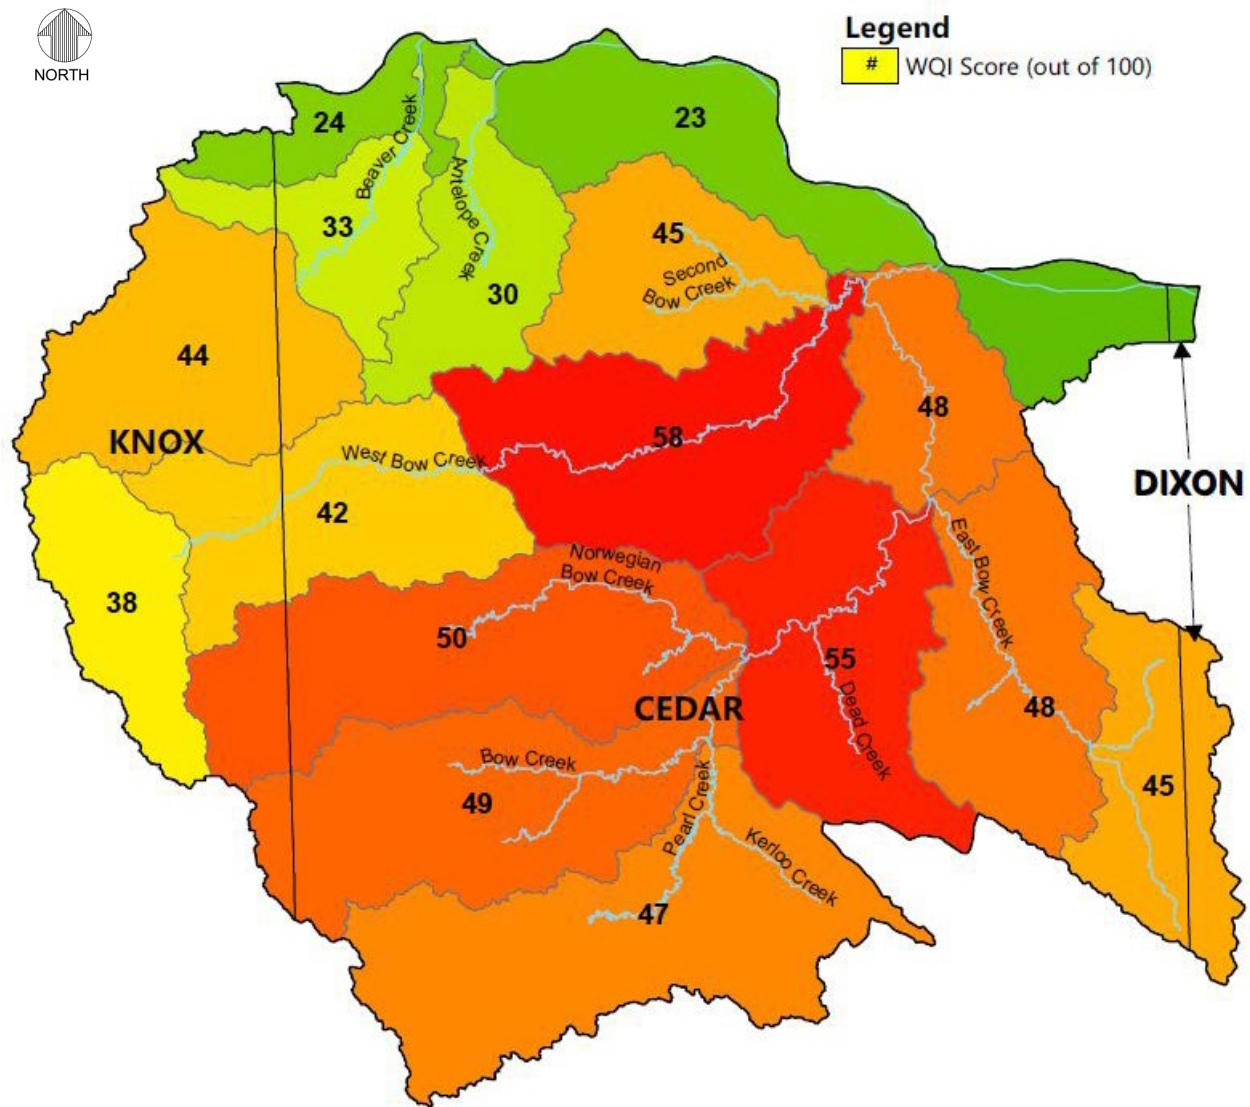 NORTH
Legend
# WQI Score (out of 100)
24
23
Beaver Creek
Antelope Creek
33
45
Second
Bow Creek
30
44
48
58
KNOX
West Bow Creek
DIXON
42
East Bow Creek
Norwegian
Bow Creek
38
50
55
CEDAR
Dead Creek
48
Bow Creek
Pearl Creek
45
49
Kerloo Creek
47